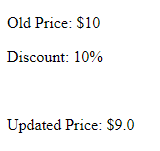 Old Price: $10
Discount: 10%
Updated Price: $9.0